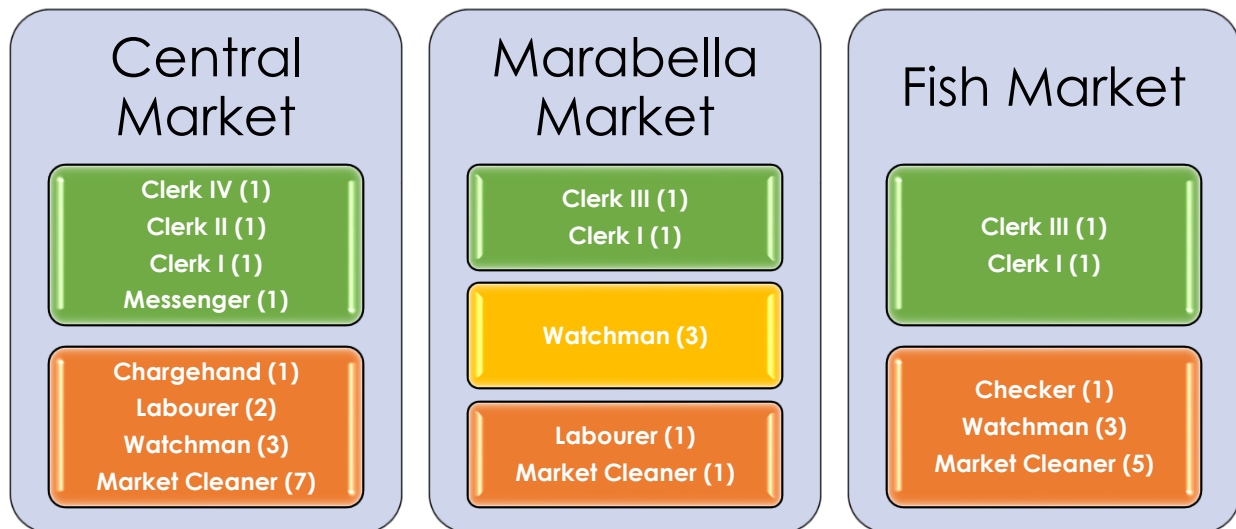 Central
Market
Clerk IV (1)
Clerk II (1)
Clerk I (1)
Messenger (1)
Chargehand (1)
Labourer (2)
Watchman (3)
Market Cleaner (7)
Marabella
Market
Clerk III (1)
Clerk I (1)
Watchman (3)
Labourer (1)
Market Cleaner (1)
Fish Market
Clerk III (1)
Clerk I (1)
Checker (1)
Watchman (3)
Market Cleaner (5)